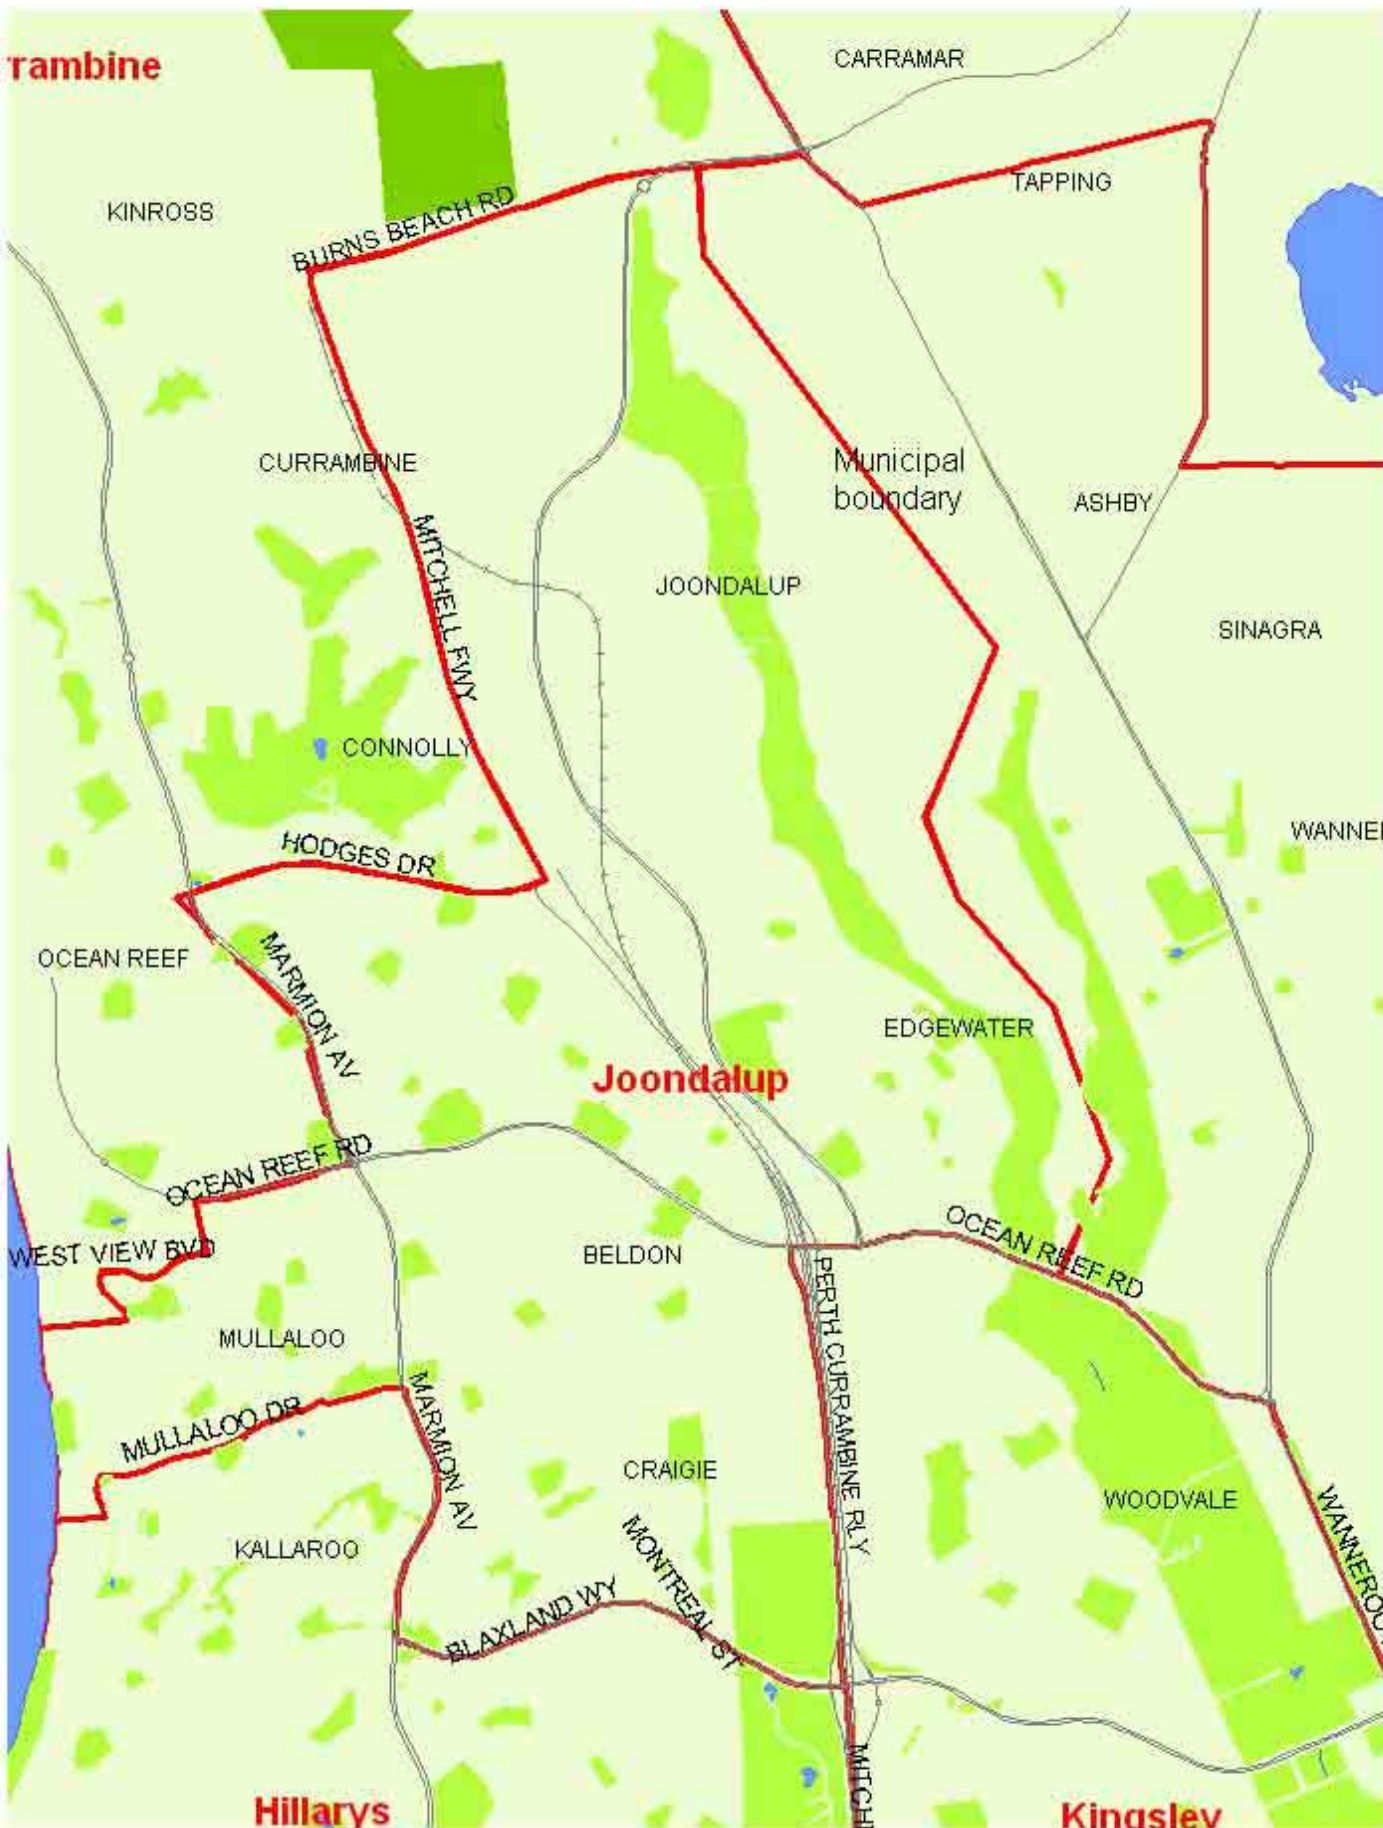 CARRAMAR
rrambine
TAPPING
KINROSS
BURNS BEACH RD
CURRAMBINE
Municipal
boundary
ASHBY
MITCHELL FWY
JOONDALUP
SINAGRA
CONNOLLY
WANNE
HODGES DR
OCEAN REEF
MARMION AV
EDGEWATER
Joondalup
OCEAN REEF RD
OCEAN REEF RD
WEST VIEW BVD
BELDON
PERTH CURRAMBINE RLY
MULLALOO
MULLALOO DR
MARMION AV
CRAIGIE
WOODVALE
WANNEROO
KALLAROO
MONTREAL ST
BLAXLAND WY
MITCH
Hillarys
Kingsley